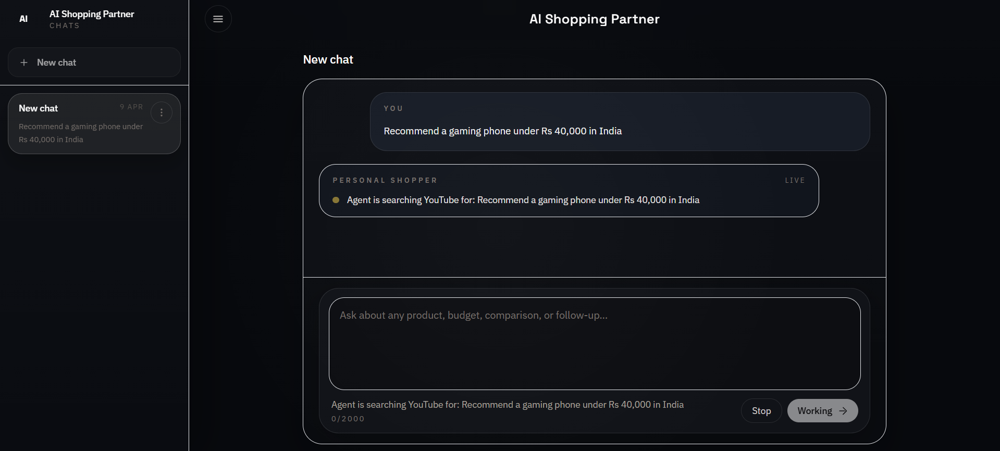 AI
AI Shopping Partner
CHATS
New chat
New chat
9 APR
Recommend a gaming phone under
Rs 40,000 in India
AI Shopping Partner
New chat
YOU
Recommend a gaming phone under Rs 40,000 in India
PERSONAL SHOPPER
LIVE
Agent is searching YouTube for: Recommend a gaming phone under Rs 40,000 in India
Ask about any product, budget, comparison, or follow-up...
Agent is searching YouTube for: Recommend a gaming phone under Rs 40,000 in India
0/2000
Stop
Working